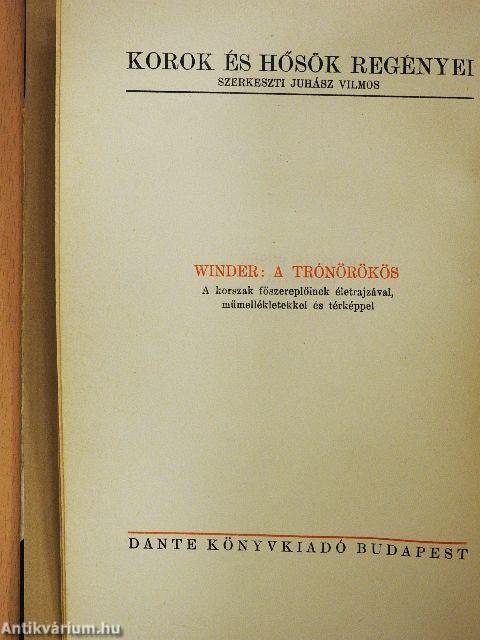 KOROK ÉS HŐSÖK REGÉNYEI
SZERKESZTI JUHÁSZ VILMOS
WINDER: A TRÓNÖRÖKÖS
A korszak főszereplőinek életrajzával,
műmellékletekkel és térképpel
DANTE KÖNYVKIADÓ BUDAPEST
Antikvárium.hu